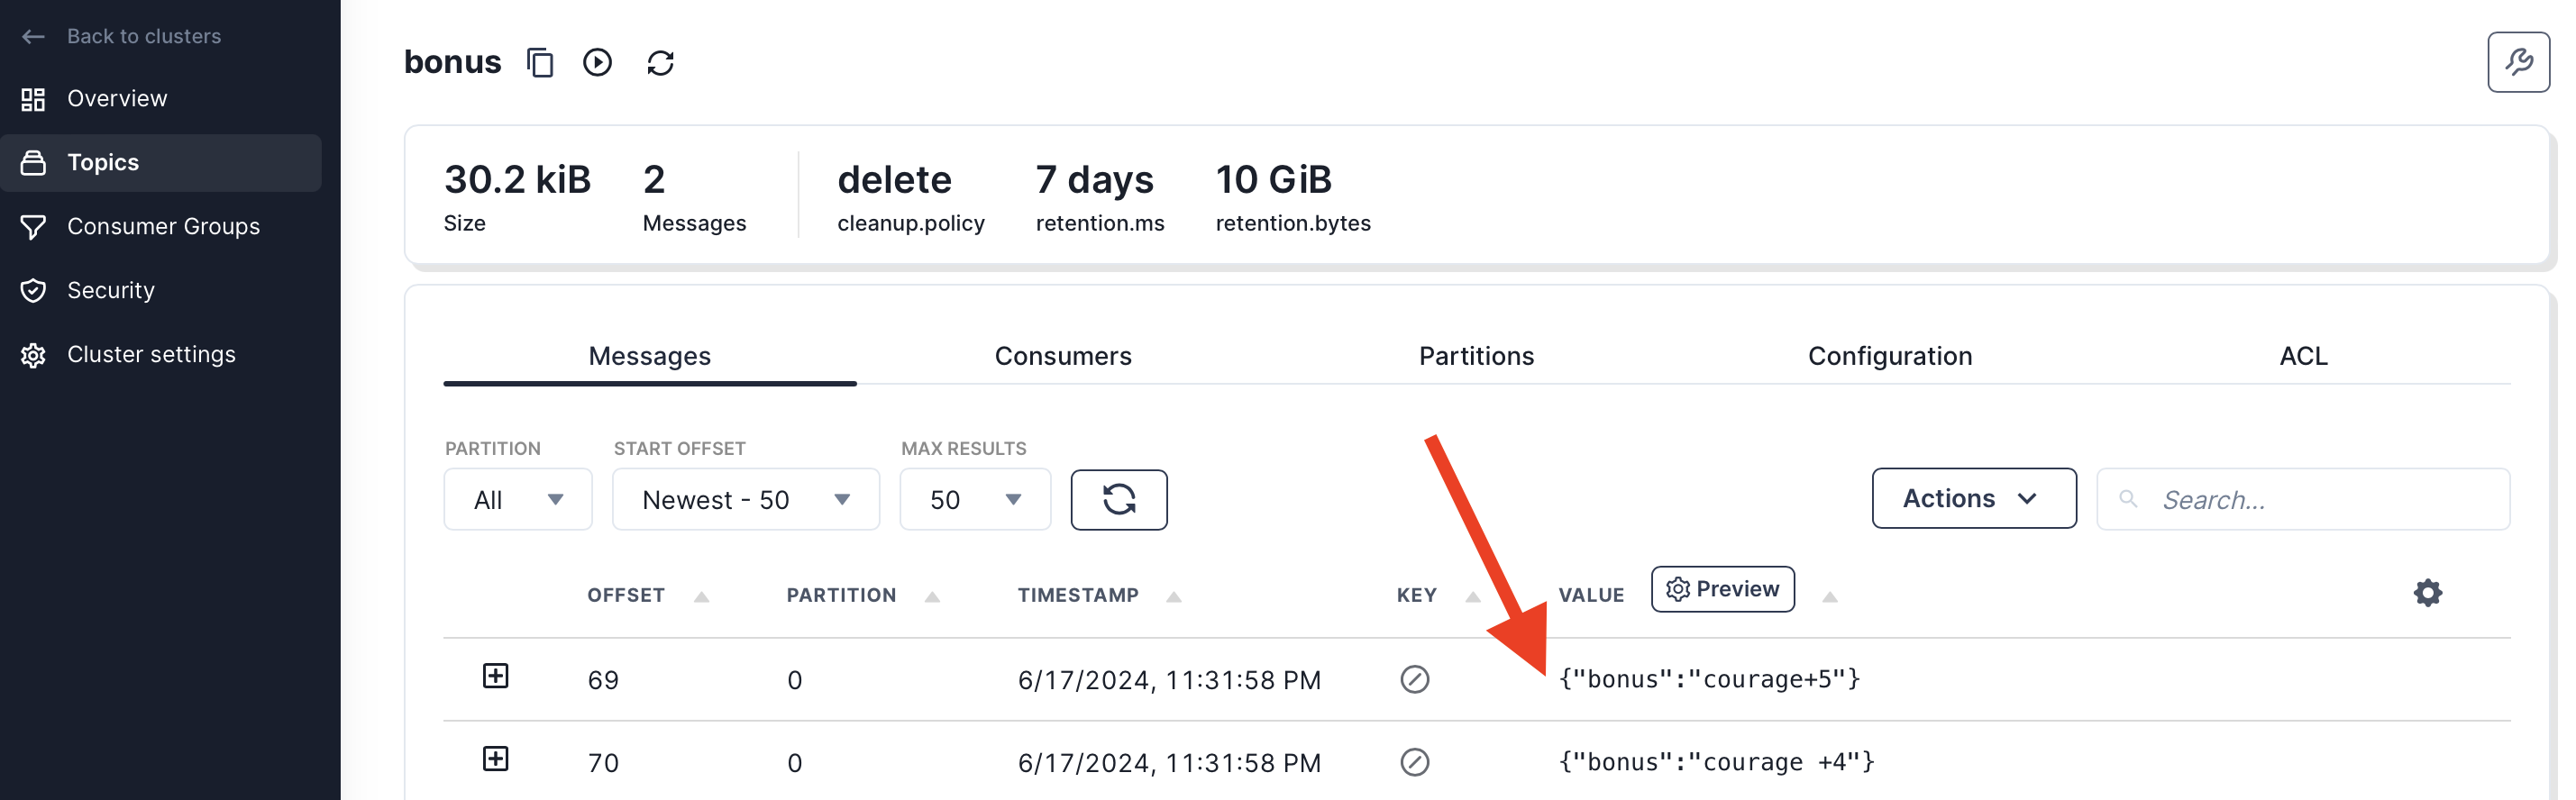 Back to clusters
Overview
Topics
Consumer Groups
Security
Cluster settings
bonus
30.2 kiB 2 delete 7 days 10 GiB
Size Messages cleanup.policy retention.ms retention.bytes
Messages Consumers Partitions Configuration ACL
PARTITION START OFFSET MAX RESULTS
All Newest - 50 50 Actions Search...
OFFSET PARTITION TIMESTAMP KEY VALUE Preview
69 0 6/17/2024, 11:31:58 PM {"bonus":"courage+5"}
70 0 6/17/2024, 11:31:58 PM {"bonus":"courage +4"}